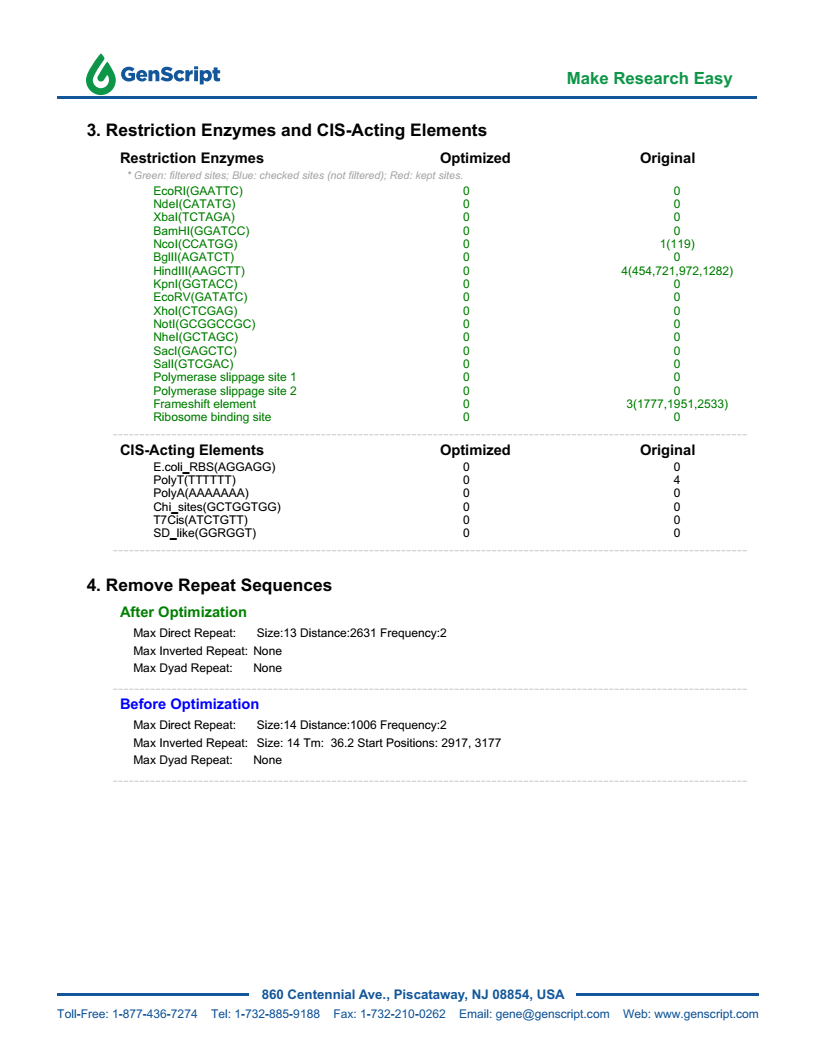 GenScript
Make Research Easy
3. Restriction Enzymes and CIS-Acting Elements
Restriction Enzymes Optimized Original
* Green: filtered sites; Blue: checked sites (not filtered); Red: kept sites.
EcoRI(GAATTC) 0 0
NdeI(CATATG) 0 0
XbaI(TCTAGA) 0 0
BamHI(GGATCC) 0 0
NcoI(CCATGG) 0 1(119)
BglII(AGATCT) 0 0
HindIII(AAGCTT) 0 4(454,721,972,1282)
KpnI(GGTACC) 0 0
EcoRV(GATATC) 0 0
XhoI(CTCGAG) 0 0
NotI(GCGGCCGC) 0 0
NheI(GCTAGC) 0 0
SacI(GAGCTC) 0 0
SalI(GTCGAC) 0 0
Polymerase slippage site 1 0 0
Polymerase slippage site 2 0 0
Frameshift element 0 3(1777,1951,2533)
Ribosome binding site 0 0
CIS-Acting Elements Optimized Original
E.coli_RBS(AGGAGG) 0 0
PolyT(TTTTTT) 0 4
PolyA(AAAAAAA) 0 0
Chi_sites(GCTGGTGG) 0 0
T7Cis(ATCTGTT) 0 0
SD_like(GGRGGT) 0 0
4. Remove Repeat Sequences
After Optimization
Max Direct Repeat: Size:13 Distance:2631 Frequency:2
Max Inverted Repeat: None
Max Dyad Repeat: None
Before Optimization
Max Direct Repeat: Size:14 Distance:1006 Frequency:2
Max Inverted Repeat: Size: 14 Tm: 36.2 Start Positions: 2917, 3177
Max Dyad Repeat: None
860 Centennial Ave., Piscataway, NJ 08854, USA
Toll-Free: 1-877-436-7274 Tel: 1-732-885-9188 Fax: 1-732-210-0262 Email: gene@genscript.com Web: www.genscript.com